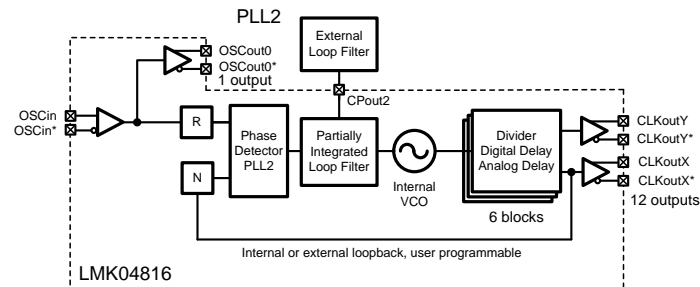 PLL2
External
Loop Filter
OSCout0
OSCout0*
1 output
CPout2
OSCin
OSCin*
R
N
Phase
Detector
PLL2
Partially
Integrated
Loop Filter
Internal
VCO
Divider
Digital Delay
Analog Delay
6 blocks
CLKoutY
CLKoutY*
CLKoutX
CLKoutX*
12 outputs
Internal or external loopback, user programmable
LMK04816